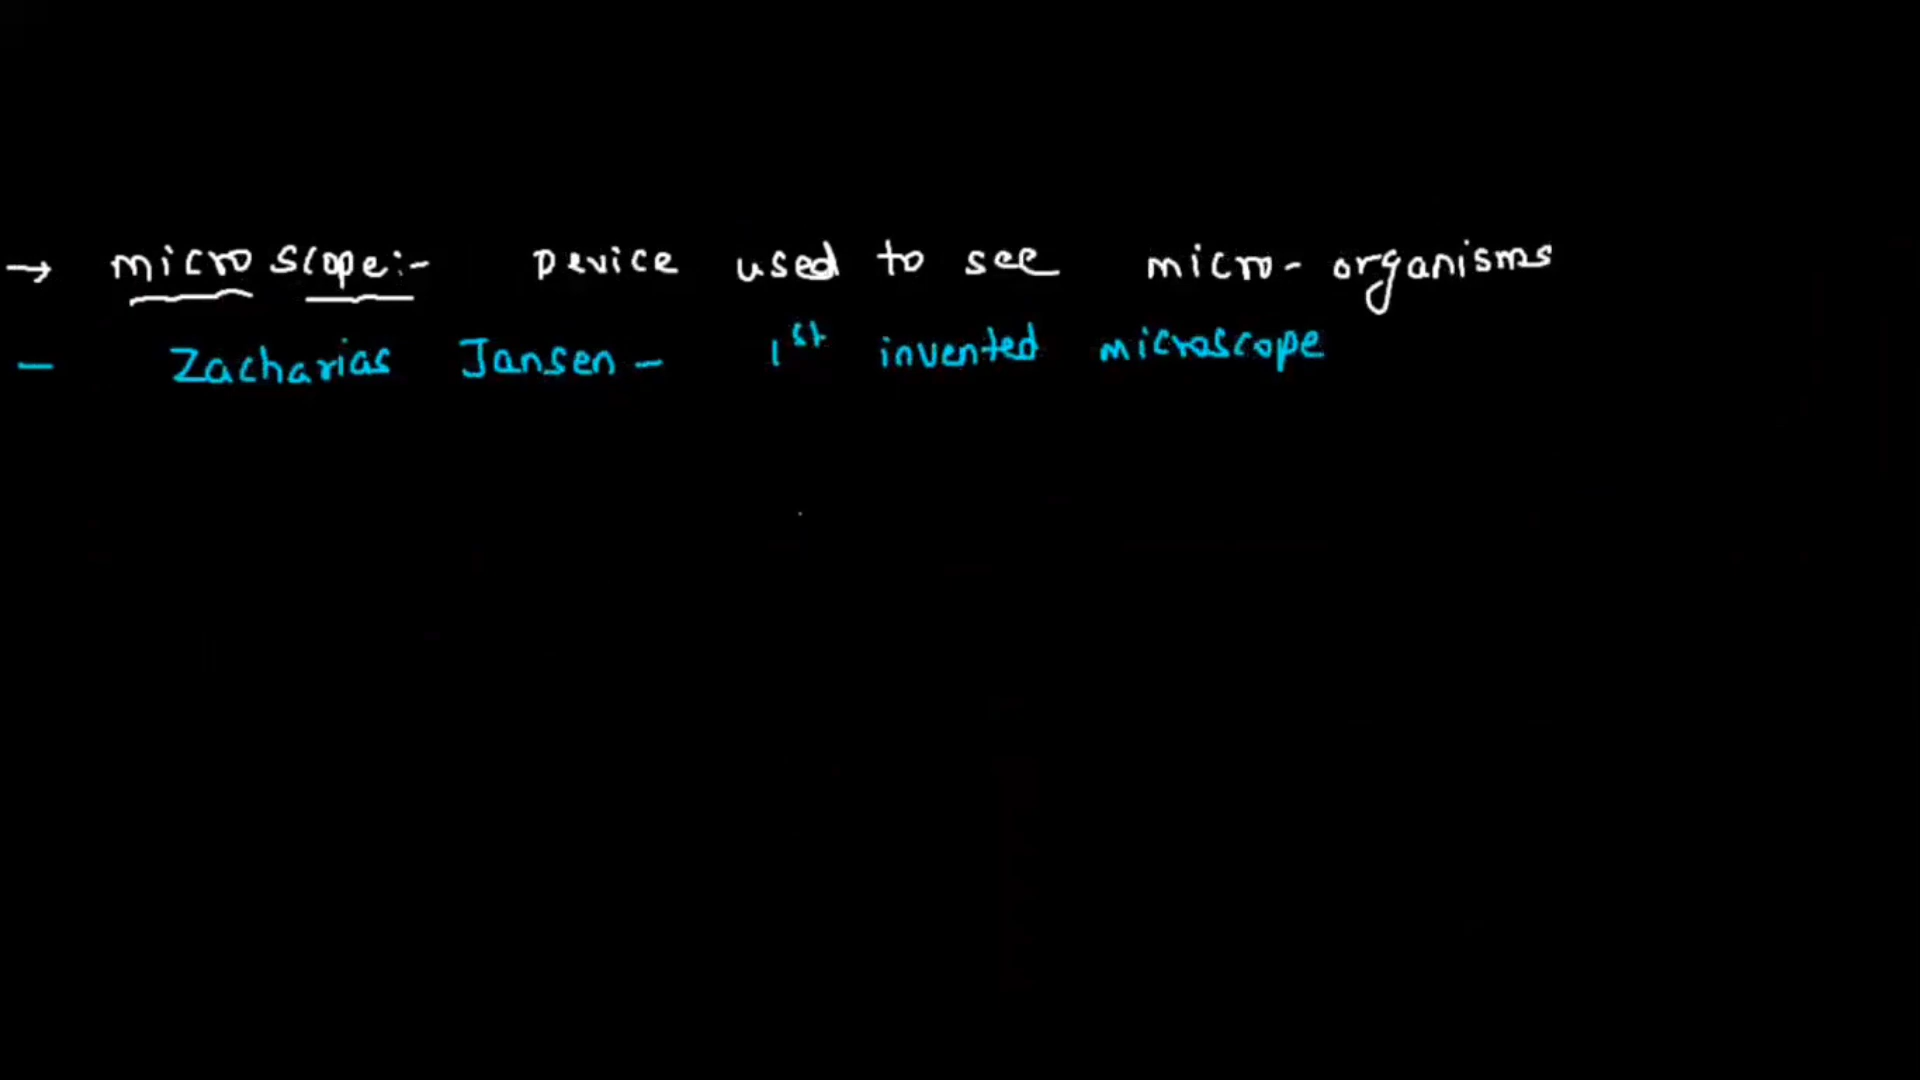 → microscope:- Device used to see micro-organisms
- Zacharias Jansen - 1st invented microscope